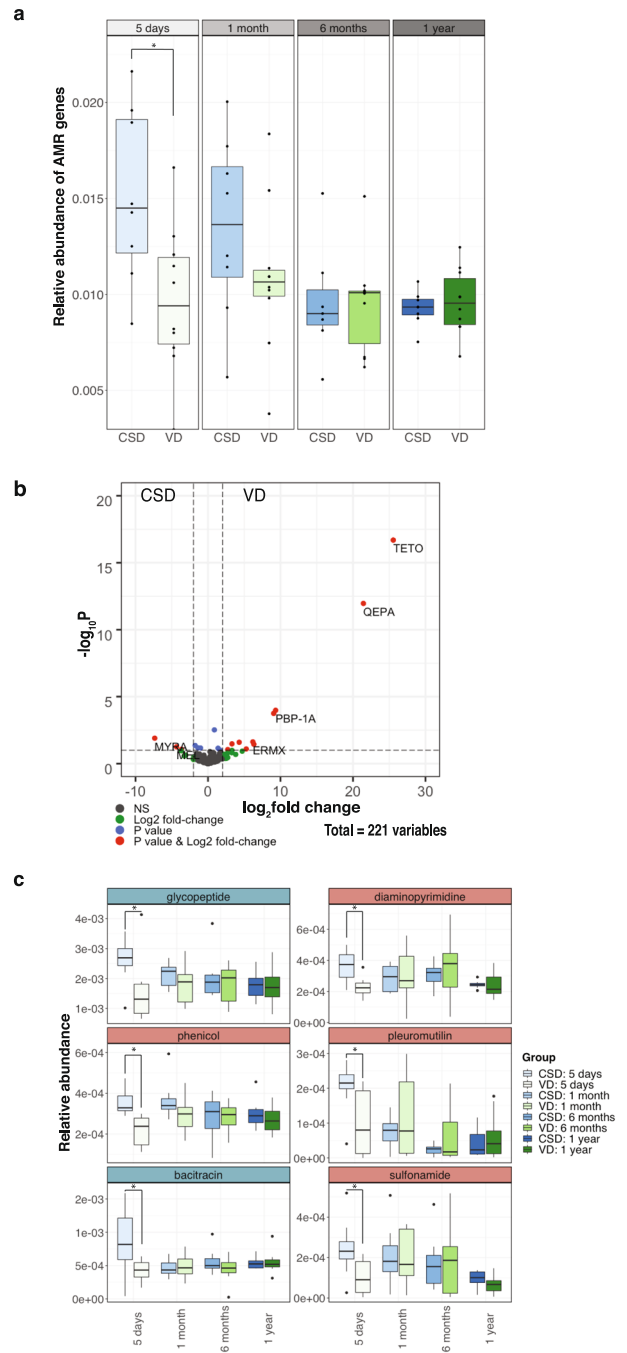 a
5 days 1 month 6 months 1 year
*
Relative abundance of AMR genes
0.020
0.015
0.010
0.005
CSD VD CSD VD CSD VD CSD VD
b
CSD VD
20
15
10
5
0
-log10P
TETO
QEPA
PBP-1A
MYRA
ERMX
-10 0 10 20 30
log2fold change
NS
Log2 fold-change
P value
P value & Log2 fold-change
Total = 221 variables
c
Relative abundance
glycopeptide diaminopyrimidine
* *
4e-03
3e-03
2e-03
1e-03
6e-04
4e-04
2e-04
0e+00
phenicol pleuromutilin
* *
6e-04
4e-04
2e-04
3e-04
2e-04
1e-04
0e+00
bacitracin sulfonamide
* *
2e-03
1e-03
5e-04
0e+00
4e-04
2e-04
0e+00
5 days 1 month 6 months 1 year 5 days 1 month 6 months 1 year
Group
CSD: 5 days
VD: 5 days
CSD: 1 month
VD: 1 month
CSD: 6 months
VD: 6 months
CSD: 1 year
VD: 1 year